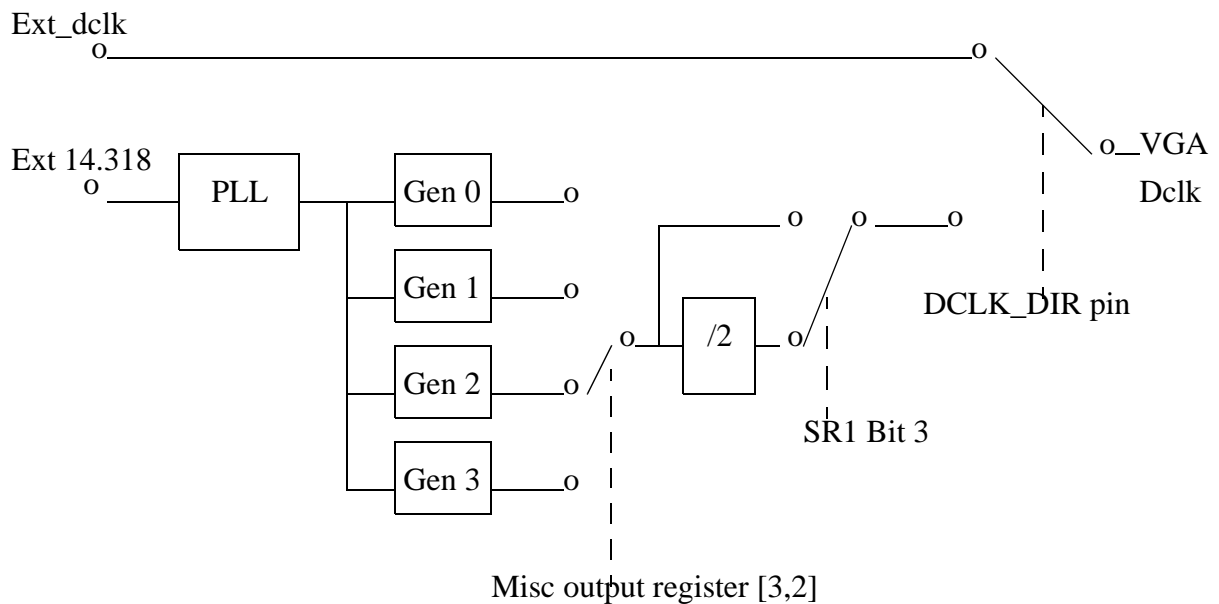 Ext_dclk
Ext 14.318
PLL
Gen 0
Gen 1
Gen 2
Gen 3
/2
VGA
Dclk
DCLK_DIR pin
SR1 Bit 3
Misc output register [3,2]